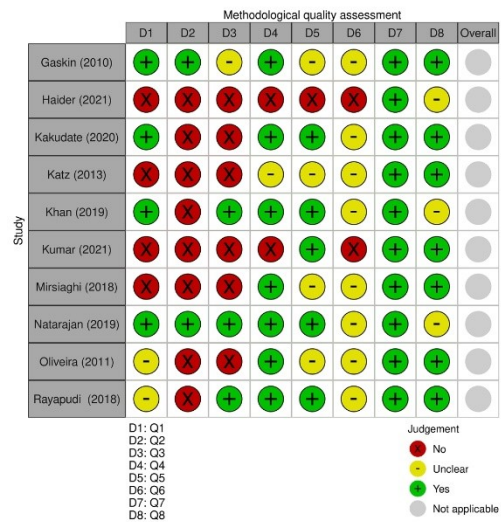 Methodological quality assessment
D1 D2 D3 D4 D5 D6 D7 D8 Overall
Study
Gaskin (2010) + + - + - - + +
Haider (2021) X X X X X X + -
Kakudate (2020) + X X + + - + +
Katz (2013) X X X - - - + +
Khan (2019) + X + + + - + -
Kumar (2021) X X X X + X + +
Mirsiaghi (2018) X X X + - - + +
Natarajan (2019) + + + + + - + -
Oliveira (2011) - X X + - - + +
Rayapudi (2018) - X + + + - + +
D1: Q1
D2: Q2
D3: Q3
D4: Q4
D5: Q5
D6: Q6
D7: Q7
D8: Q8
Judgement
X No
- Unclear
+ Yes
Not applicable